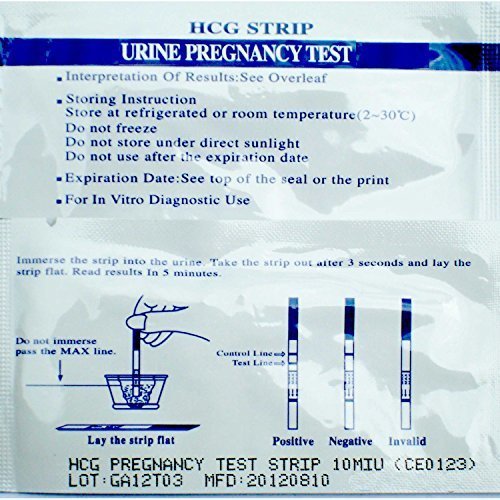 HCG STRIP
URINE PREGNANCY TEST
Interpretation Of Results:See Overleaf
Storing Instruction
Store at refrigerated or room temperature(2~30℃)
Do not freeze
Do not store under direct sunlight
Do not use after the expiration date
Expiration Date:See top of the seal or the print
For In Vitro Diagnostic Use
Immerse the strip into the urine. Take the strip out after 3 seconds and lay the
strip flat. Read results In 5 minutes.
Do not immerse
pass the MAX line.
Control Line
Test Line
Lay the strip flat
Positive Negative Invalid
HCG PREGNANCY TEST STRIP 10MIU (CE0123)
LOT:GA12T03 MFD:20120810